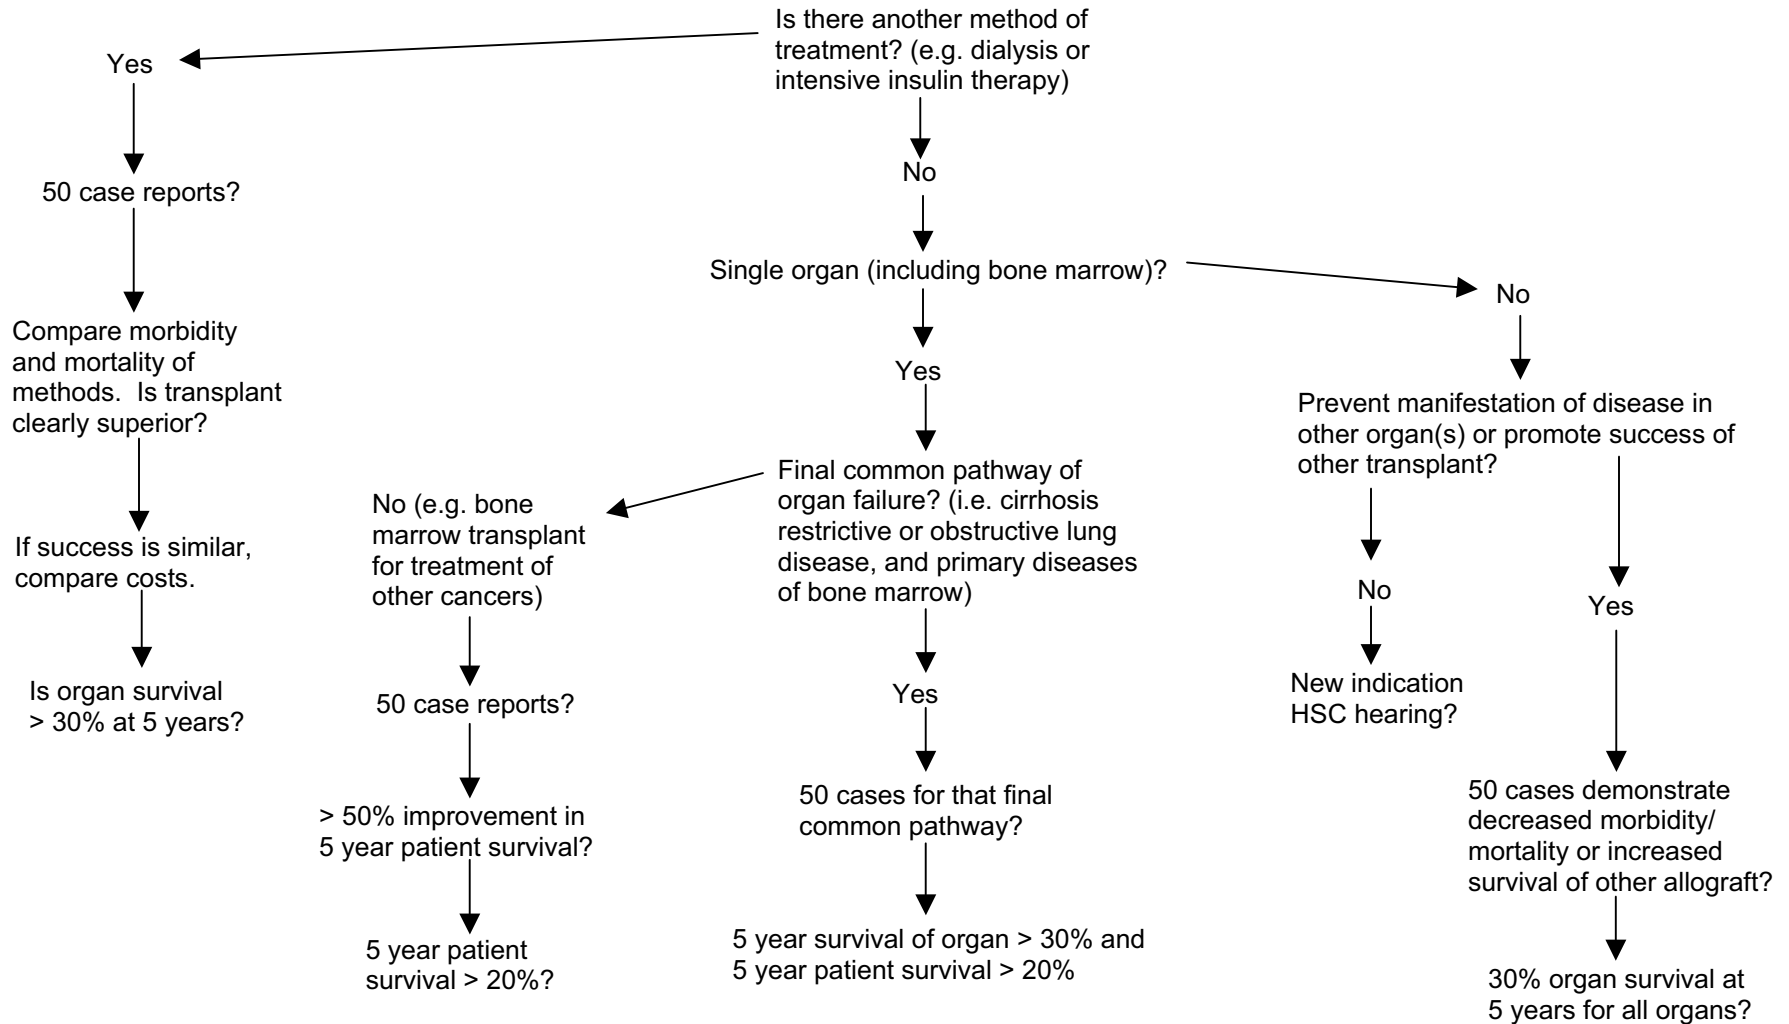 Is there another method of
treatment? (e.g. dialysis or
intensive insulin therapy)
Yes
50 case reports?
Compare morbidity
and mortality of
methods.  Is transplant
clearly superior?
If success is similar,
compare costs.
Is organ survival
> 30% at 5 years?
No
Single organ (including bone marrow)?
Yes
Final common pathway of
organ failure? (i.e. cirrhosis
restrictive or obstructive lung
disease, and primary diseases
of bone marrow)
No (e.g. bone
marrow transplant
for treatment of
other cancers)
50 case reports?
> 50% improvement in
5 year patient survival?
5 year patient
survival > 20%?
Yes
50 cases for that final
common pathway?
5 year survival of organ > 30% and
5 year patient survival > 20%
No
Prevent manifestation of disease in
other organ(s) or promote success of
other transplant?
No
New indication
HSC hearing?
Yes
50 cases demonstrate
decreased morbidity/
mortality or increased
survival of other allograft?
30% organ survival at
5 years for all organs?